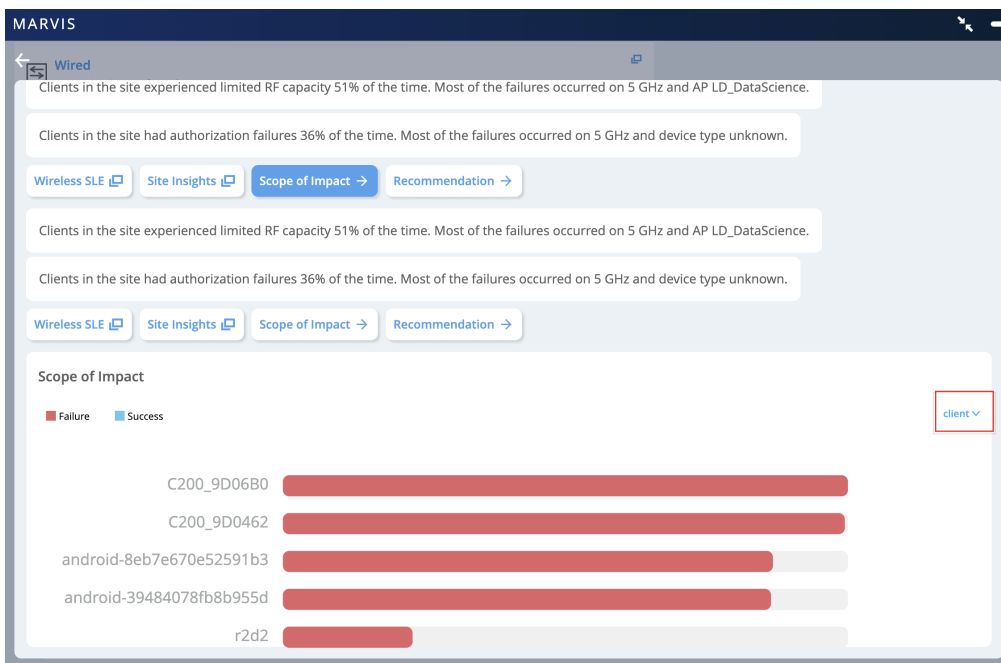 MARVIS
Wired
Clients in the site experienced limited RF capacity 51% of the time. Most of the failures occurred on 5 GHz and AP LD_DataScience.
Clients in the site had authorization failures 36% of the time. Most of the failures occurred on 5 GHz and device type unknown.
Wireless SLE Site Insights Scope of Impact → Recommendation →
Clients in the site experienced limited RF capacity 51% of the time. Most of the failures occurred on 5 GHz and AP LD_DataScience.
Clients in the site had authorization failures 36% of the time. Most of the failures occurred on 5 GHz and device type unknown.
Wireless SLE Site Insights Scope of Impact → Recommendation →
Scope of Impact
Failure Success
client
C200_9D06B0
C200_9D0462
android-8eb7e670e52591b3
android-39484078fb8b955d
r2d2